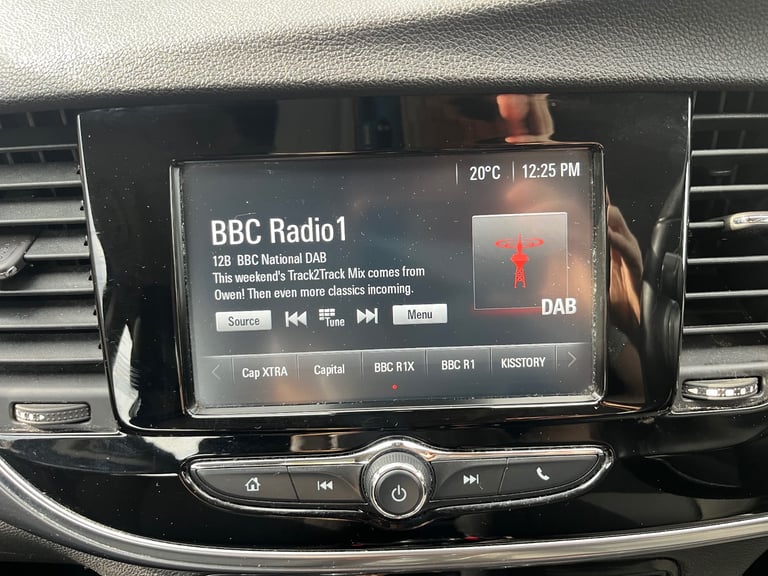 20°C 12:25 PM
BBC Radio1
12B BBC National DAB
This weekend's Track2Track Mix comes from
Owen! Then even more classics incoming.
DAB
Source Tune Menu
Cap XTRA Capital BBC R1X BBC R1 KISSTORY